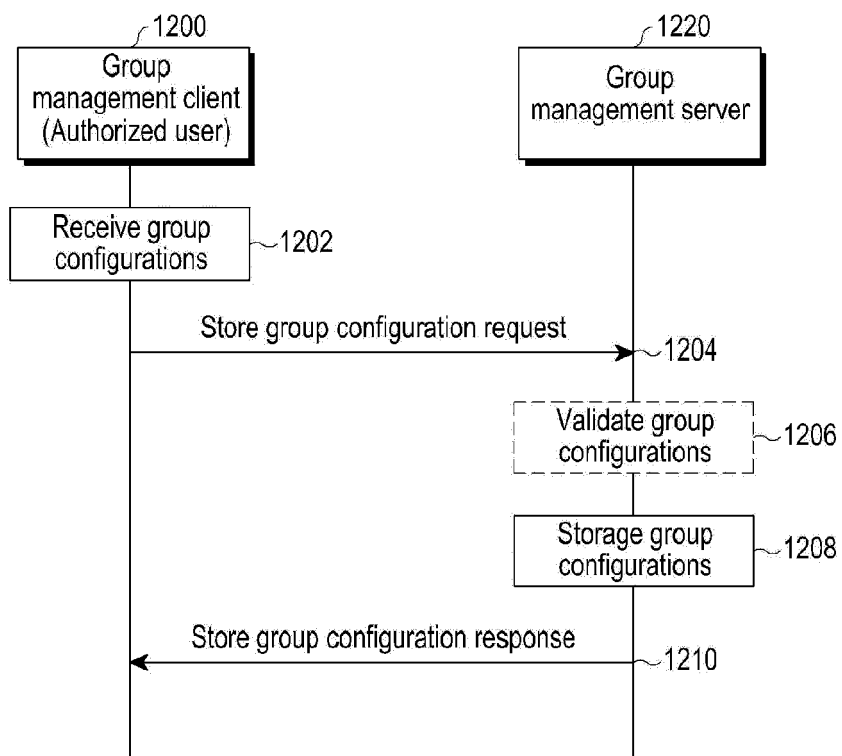 1200
Group
management client
(Authorized user)
1220
Group
management server
Receive group
configurations
1202
Store group configuration request
1204
Validate group
configurations
1206
Storage group
configurations
1208
Store group configuration response
1210